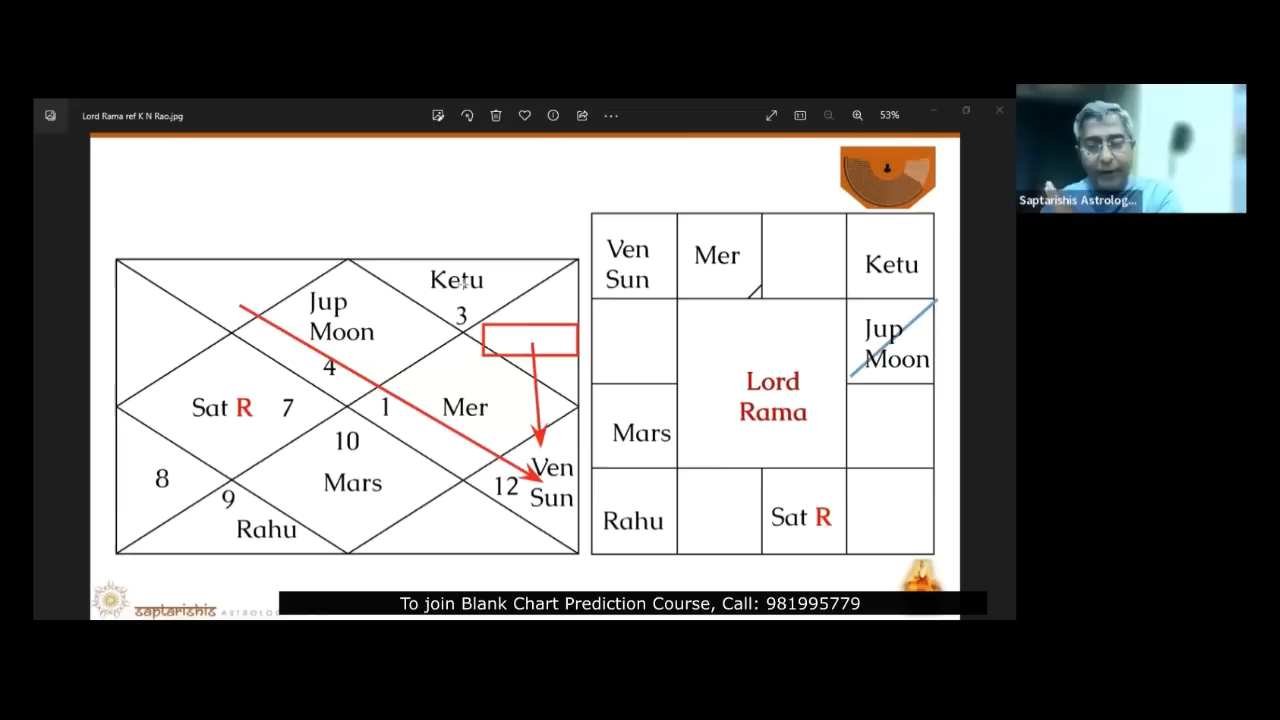 Lord Rama ref K N Rao.jpg
53%
Saptarishis Astrolog...
Ketu
3
Jup
Moon
4
Sat R 7
1
Mer
10
8
9
Mars
12
Ven
Sun
Rahu
Ven
Sun
Mer
Ketu
Jup
Moon
Lord
Rama
Mars
Rahu
Sat R
saptarishis ASTROLO
To join Blank Chart Prediction Course, Call: 981995779